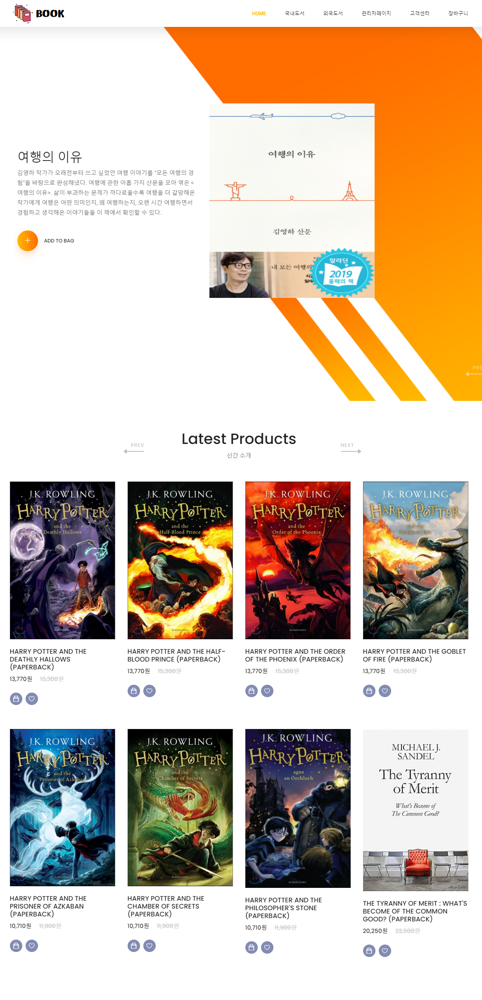 BOOK
HOME 국내도서 외국도서 관리자페이지 고객센터 장바구니
여행의 이유
김영하 작가가 오래전부터 쓰고 싶었던 여행 이야기를 "모든 여행의 경
험"을 바탕으로 완성해냈다. 여행에 관한 아홉 가지 산문을 모아 엮은 <
여행의 이유>. 삶이 부과하는 문제가 까다로울수록 여행을 더 갈망해온
작가에게 여행은 어떤 의미인지, 왜 여행하는지, 오랜 시간 여행하면서
경험하고 생각해온 이야기들을 이 책에서 확인할 수 있다.
ADD TO BAG
여행의 이유
김영하 산문
내 모든 여행의
알라딘
2019
올해의 책
PRE
PREV
Latest Products
NEXT
신간 소개
J.K. ROWLING
HARRY POTTER
and the
Deathly Hallows
BLOOMSBURY
J.K. ROWLING
HARRY POTTER
and the
Half-Blood Prince
BLOOMSBURY
J.K. ROWLING
HARRY POTTER
and the
Order of the Phoenix
BLOOMSBURY
J.K. ROWLING
HARRY POTTER
and the
Goblet of Fire
BLOOMSBURY
HARRY POTTER AND THE
DEATHLY HALLOWS
(PAPERBACK)
13,770원 15,300원
HARRY POTTER AND THE HALF-
BLOOD PRINCE (PAPERBACK)
13,770원 15,300원
HARRY POTTER AND THE ORDER
OF THE PHOENIX (PAPERBACK)
13,770원 15,300원
HARRY POTTER AND THE GOBLET
OF FIRE (PAPERBACK)
13,770원 15,300원
J.K. ROWLING
HARRY POTTER
and the
Prisoner of Azkaban
BLOOMSBURY
J.K. ROWLING
HARRY POTTER
and the
Chamber of Secrets
BLOOMSBURY
J.K. ROWLING
HARRY POTTER
agus
an Órchloch
BLOOMSBURY
MICHAEL J.
SANDEL
The Tyranny
of Merit
What's Become of
The Common Good?
allen lane
HARRY POTTER AND THE
PRISONER OF AZKABAN
(PAPERBACK)
10,710원 11,900원
HARRY POTTER AND THE
CHAMBER OF SECRETS
(PAPERBACK)
10,710원 11,900원
HARRY POTTER AND THE
PHILOSOPHER'S STONE
(PAPERBACK)
10,710원 11,900원
THE TYRANNY OF MERIT : WHAT'S
BECOME OF THE COMMON
GOOD? (PAPERBACK)
20,250원 22,500원